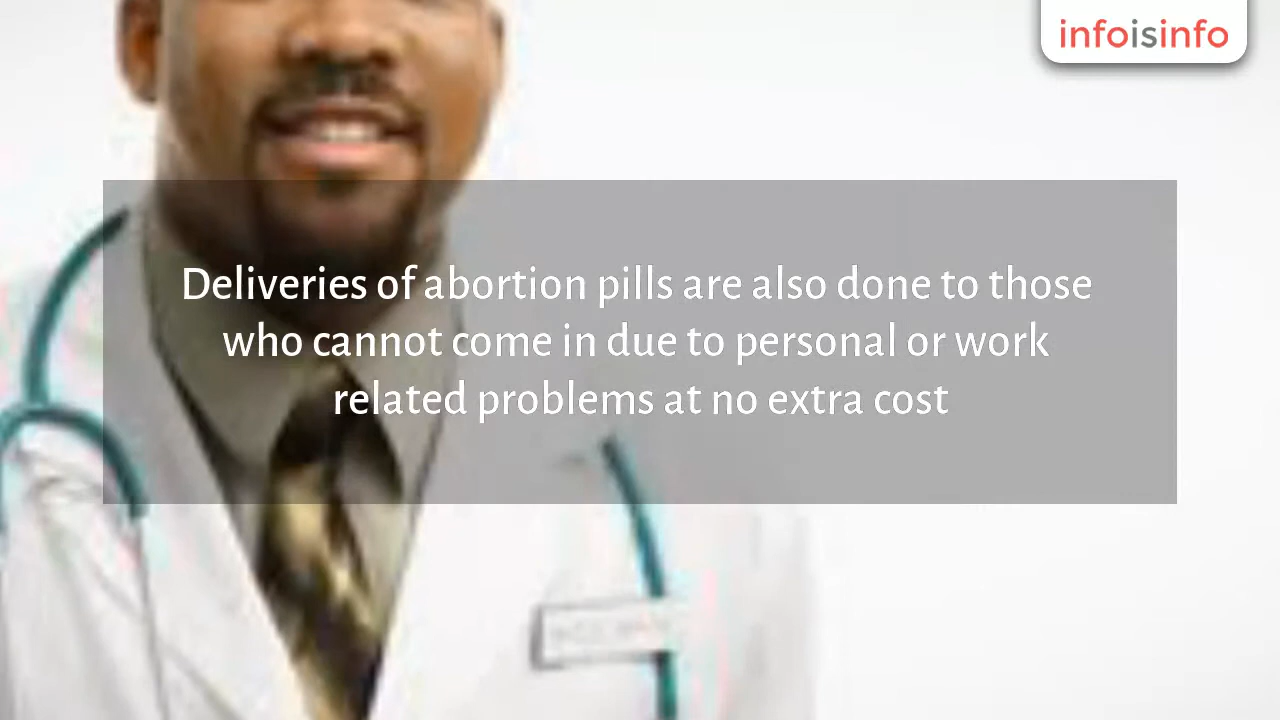 infoisinfo
Deliveries of abortion pills are also done to those
who cannot come in due to personal or work
related problems at no extra cost